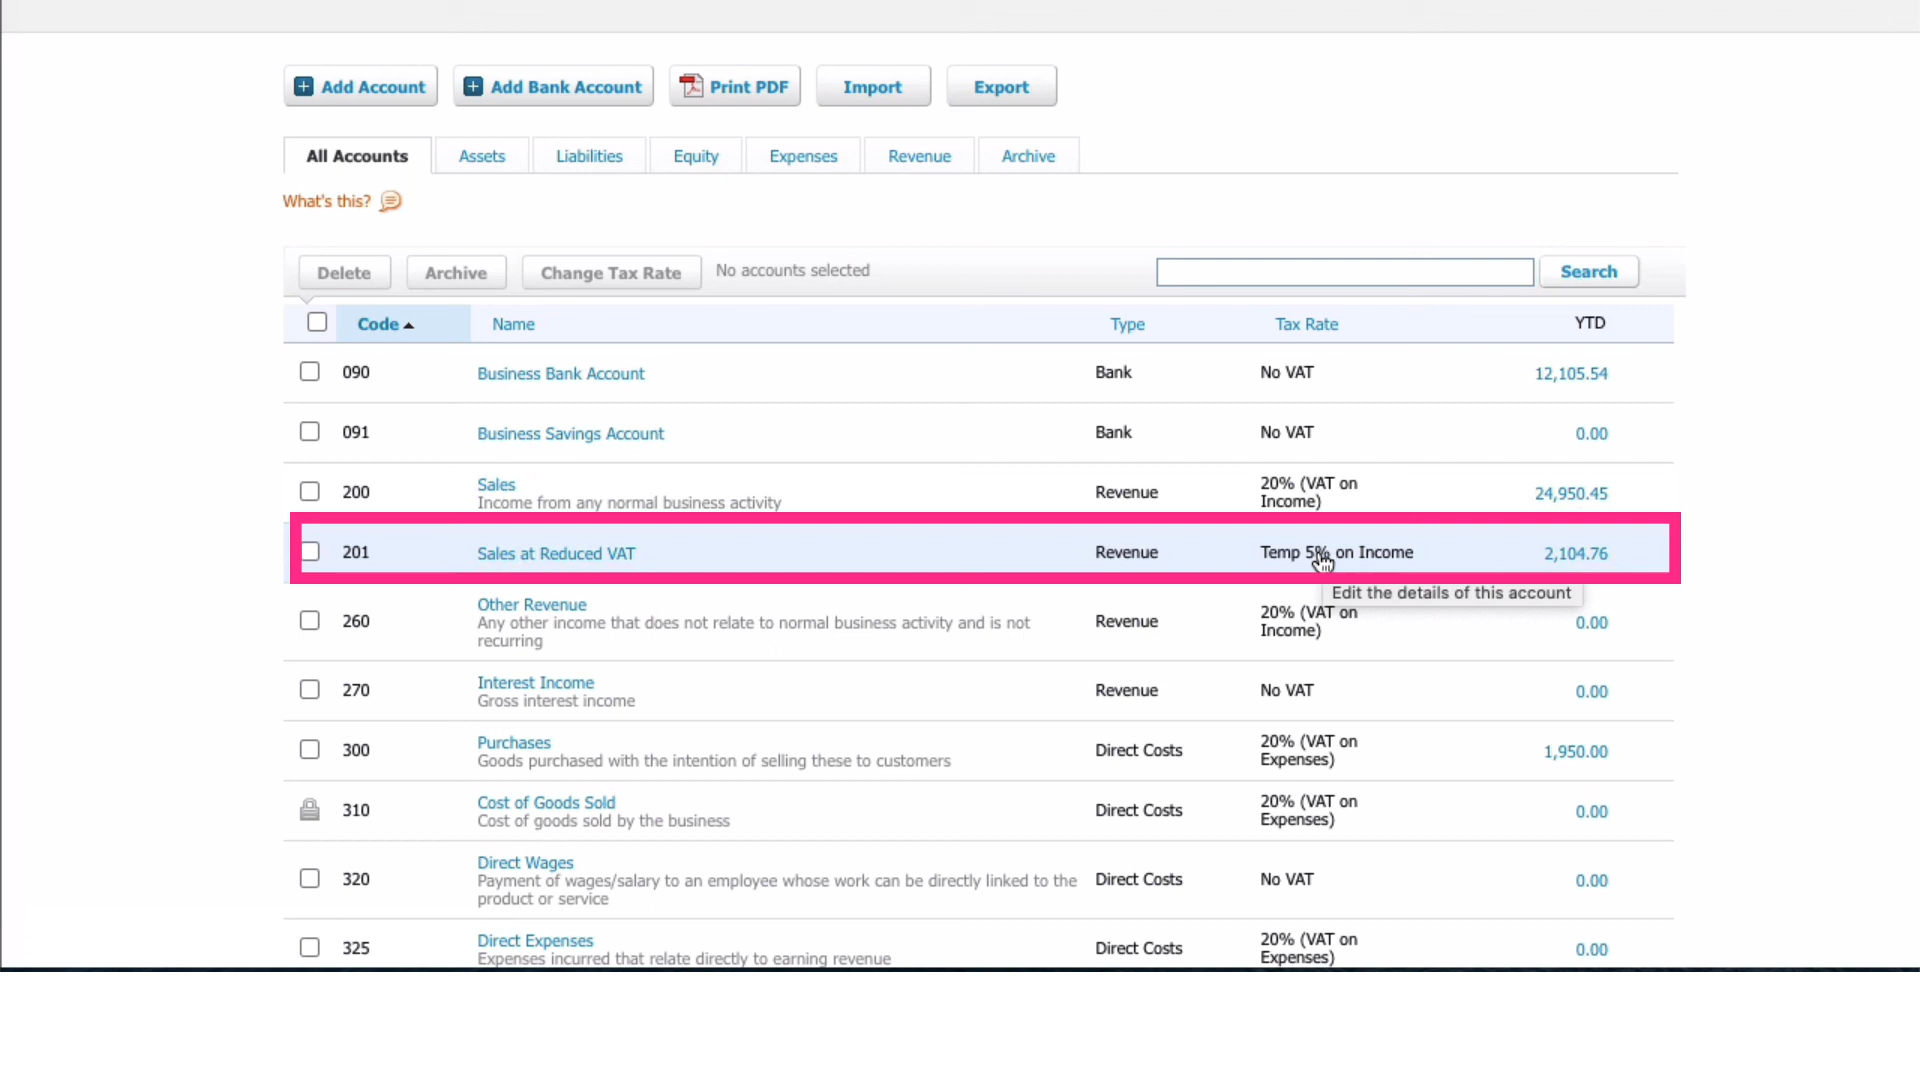 Add Account Add Bank Account Print PDF Import Export
All Accounts Assets Liabilities Equity Expenses Revenue Archive
What's this?
Delete Archive Change Tax Rate No accounts selected Search
Code Name Type Tax Rate YTD
090 Business Bank Account Bank No VAT 12,105.54
091 Business Savings Account Bank No VAT 0.00
200 Sales Revenue 20% (VAT on Income) 24,950.45
Income from any normal business activity
201 Sales at Reduced VAT Revenue Temp 5% on Income 2,104.76
Edit the details of this account
260 Other Revenue Revenue 20% (VAT on Income) 0.00
Any other income that does not relate to normal business activity and is not
recurring
270 Interest Income Revenue No VAT 0.00
Gross interest income
300 Purchases Direct Costs 20% (VAT on Expenses) 1,950.00
Goods purchased with the intention of selling these to customers
310 Cost of Goods Sold Direct Costs 20% (VAT on Expenses) 0.00
Cost of goods sold by the business
320 Direct Wages Direct Costs No VAT 0.00
Payment of wages/salary to an employee whose work can be directly linked to the
product or service
325 Direct Expenses Direct Costs 20% (VAT on Expenses) 0.00
Expenses incurred that relate directly to earning revenue